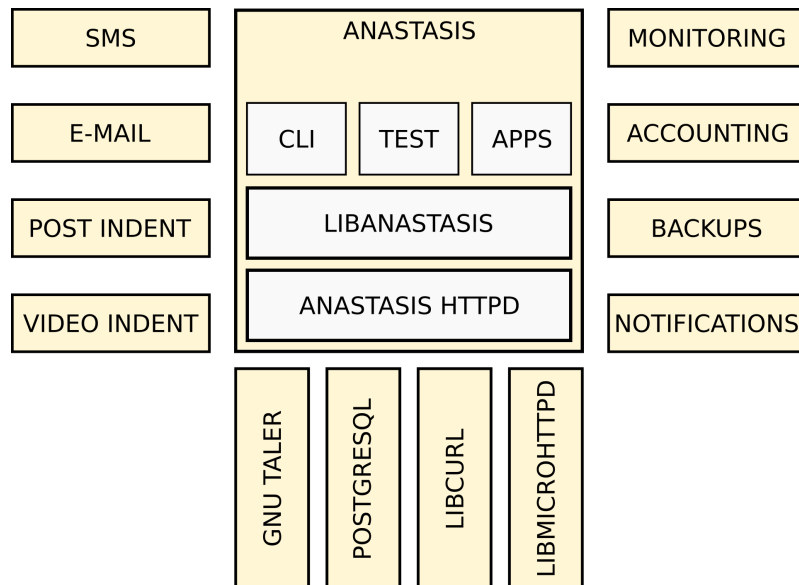 SMS
E-MAIL
POST INDENT
VIDEO INDENT
ANASTASIS
CLI
TEST
APPS
LIBANASTASIS
ANASTASIS HTTPD
MONITORING
ACCOUNTING
BACKUPS
NOTIFICATIONS
GNU TALER
POSTGRESQL
LIBCURL
LIBMICROHTTPD